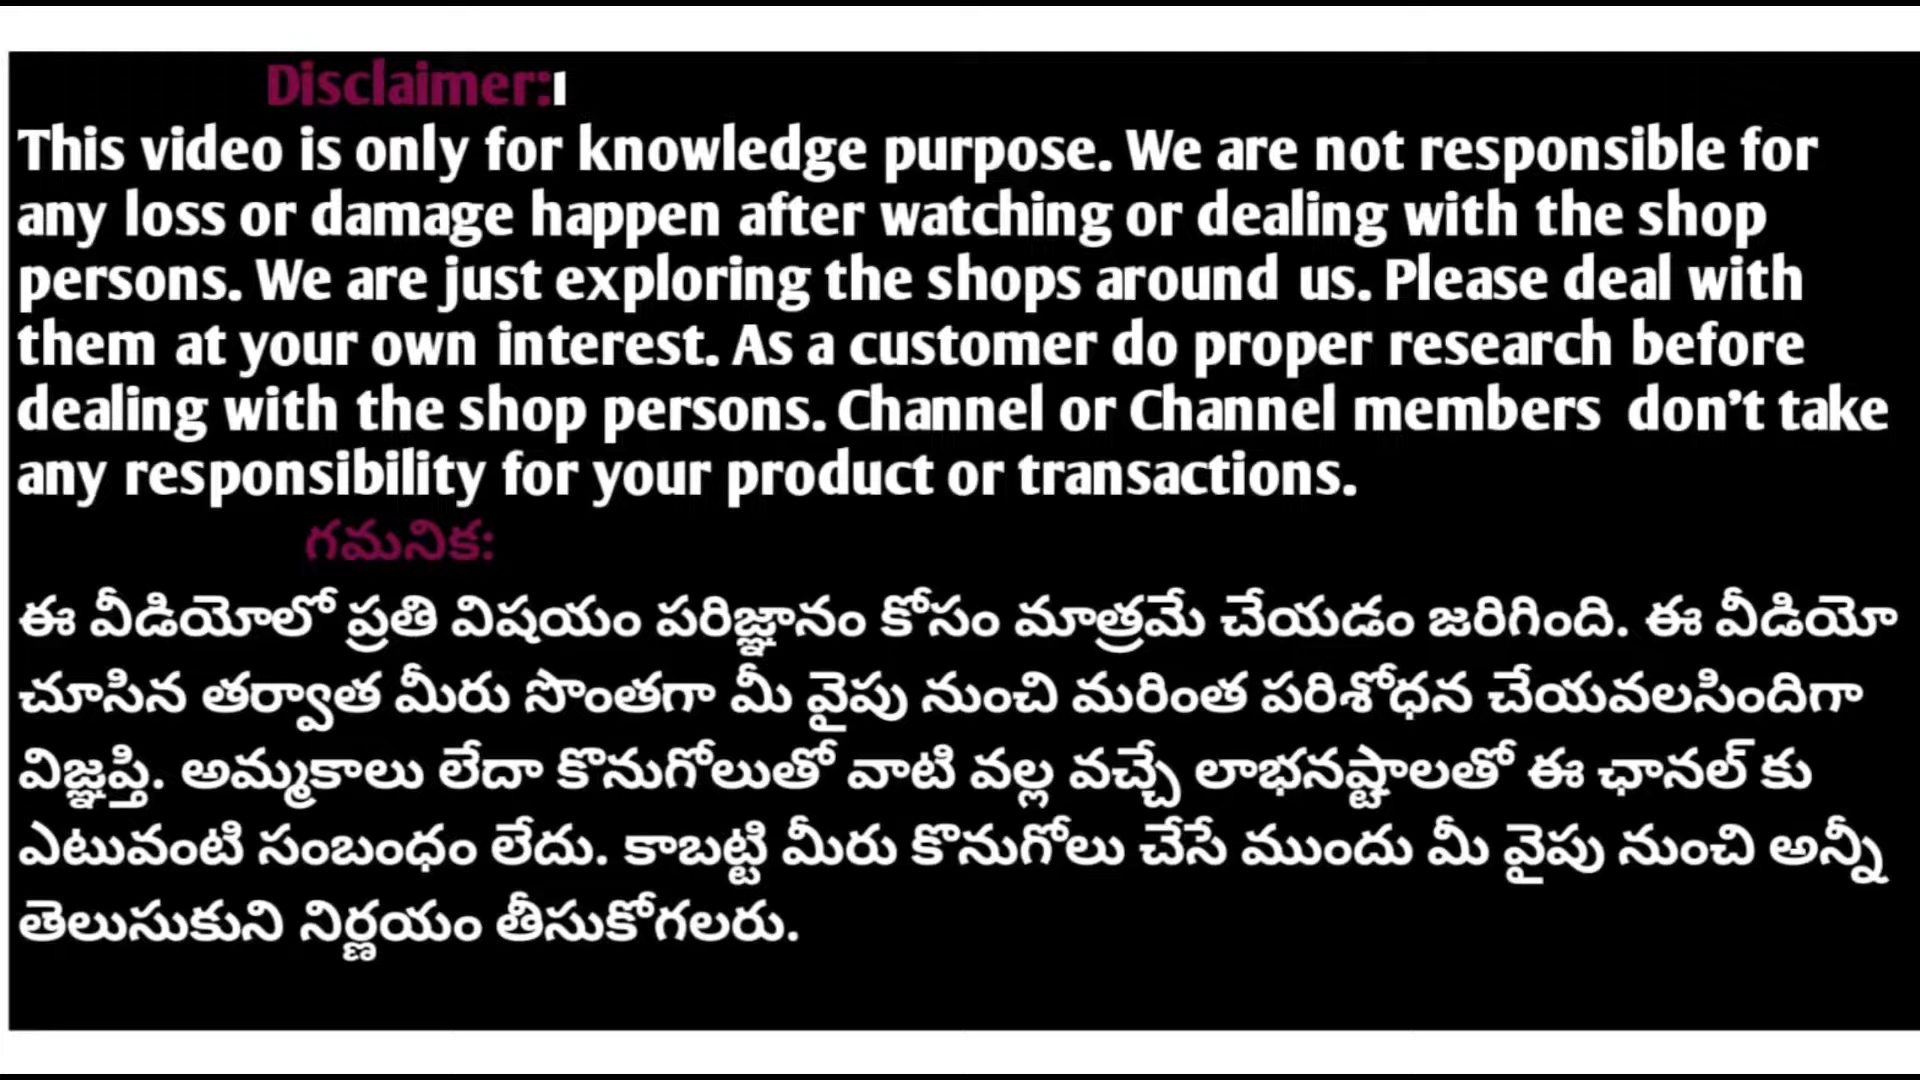 Disclaimer:
This video is only for knowledge purpose. We are not responsible for
any loss or damage happen after watching or dealing with the shop
persons. We are just exploring the shops around us. Please deal with
them at your own interest. As a customer do proper research before
dealing with the shop persons. Channel or Channel members don't take
any responsibility for your product or transactions.
గమనిక:
ఈ వీడియోలో ప్రతి విషయం పరిజ్ఞానం కోసం మాత్రమే చేయడం జరిగింది. ఈ వీడియో
చూసిన తర్వాత మీరు సొంతగా మీ వైపు నుంచి మరింత పరిశోధన చేయవలసిందిగా
విజ్ఞప్తి. అమ్మకాలు లేదా కొనుగోలుతో వాటి వల్ల వచ్చే లాభనష్టాలతో ఈ ఛానల్ కు
ఎటువంటి సంబంధం లేదు. కాబట్టి మీరు కొనుగోలు చేసే ముందు మీ వైపు నుంచి అన్నీ
తెలుసుకుని నిర్ణయం తీసుకోగలరు.